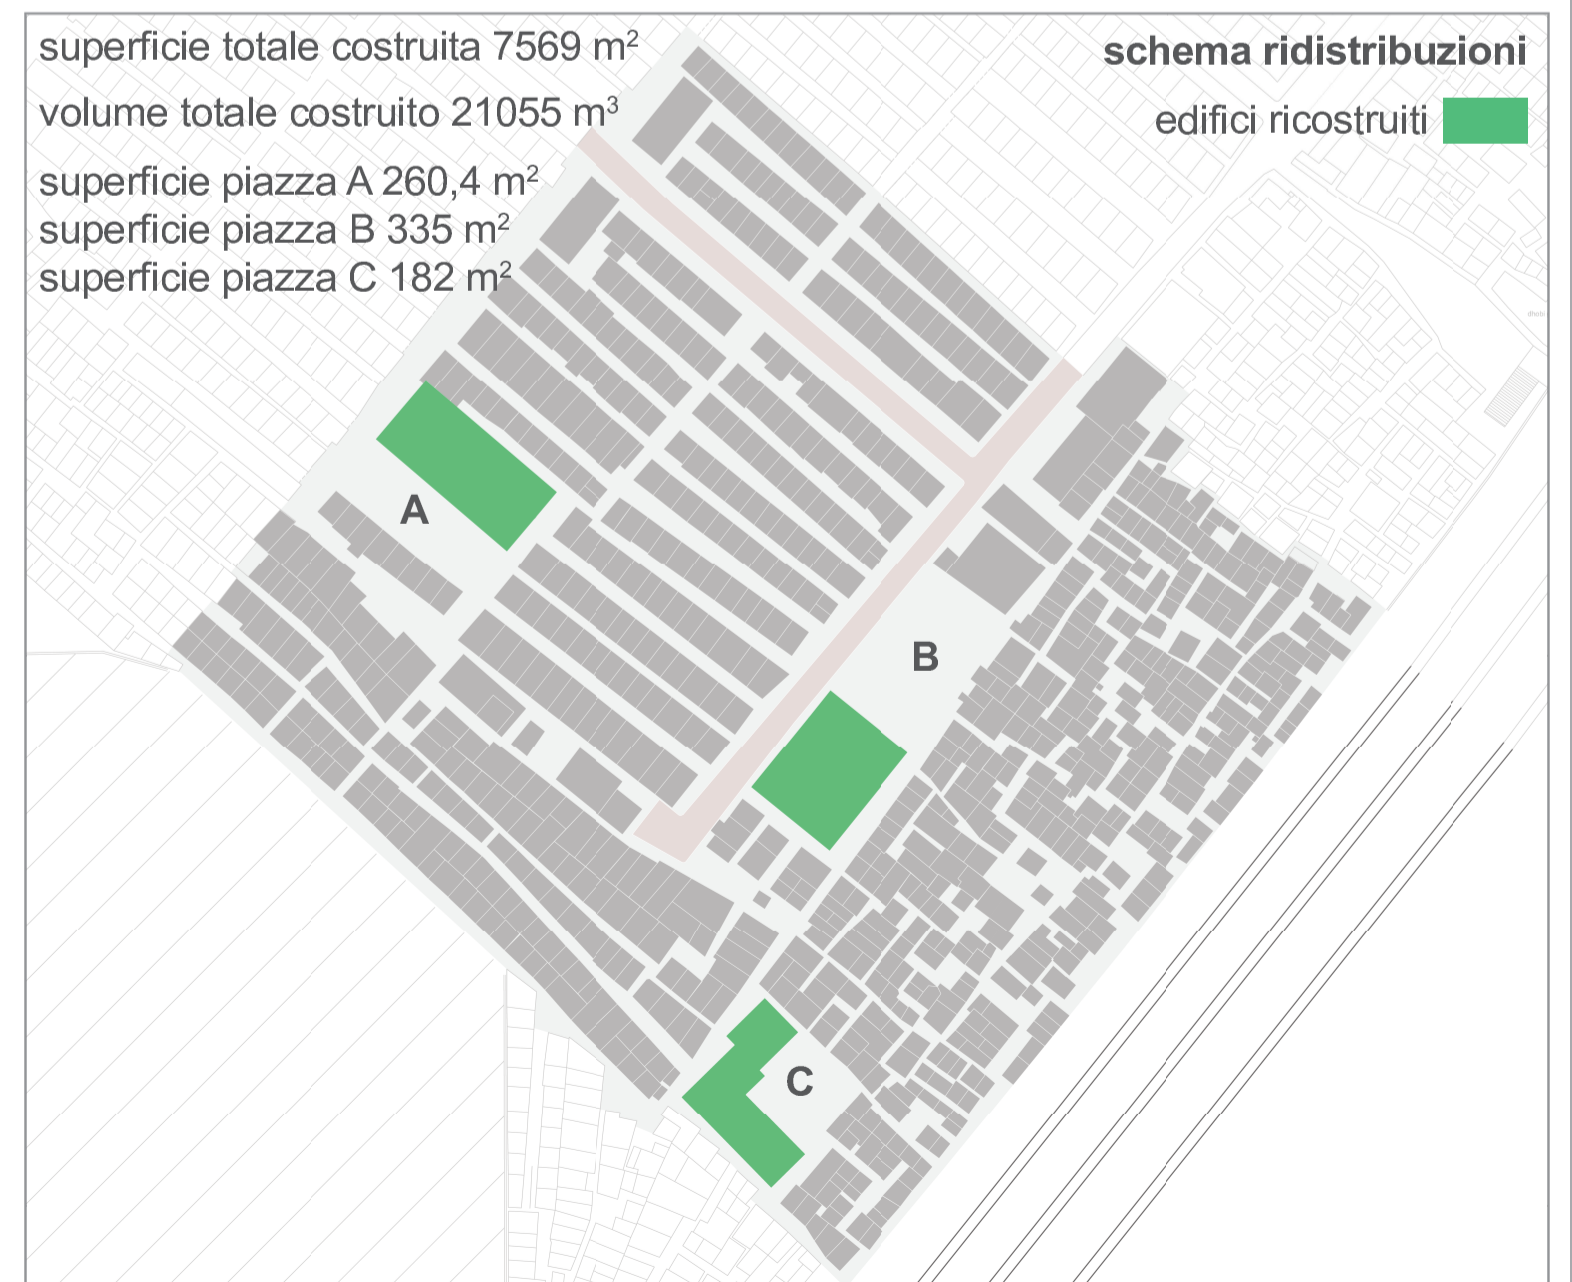 superficie totale costruita 7569 m²
volume totale costruito 21055 m³
superficie piazza A 260,4 m²
superficie piazza B 335 m²
superficie piazza C 182 m²
schema ridistribuzioni
edifici ricostruiti
A
B
C